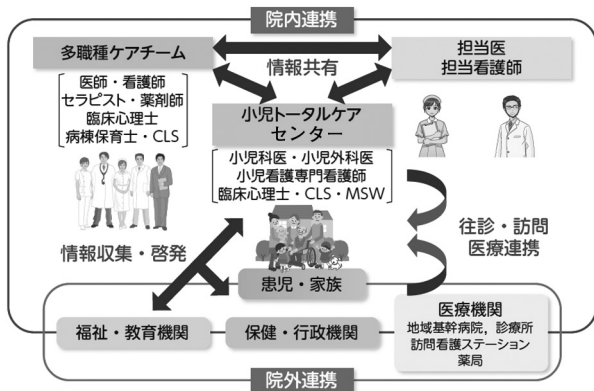 院内連携
多職種ケアチーム
医師・看護師
セラピスト・薬剤師
臨床心理士
病棟保育士・CLS
情報共有
担当医
担当看護師
小児トータルケア
センター
小児科医・小児外科医
小児看護専門看護師
臨床心理士・CLS・MSW
情報収集・啓発
往診・訪問
医療連携
患児・家族
福祉・教育機関
保健・行政機関
医療機関
地域基幹病院,診療所
訪問看護ステーション
薬局
院外連携